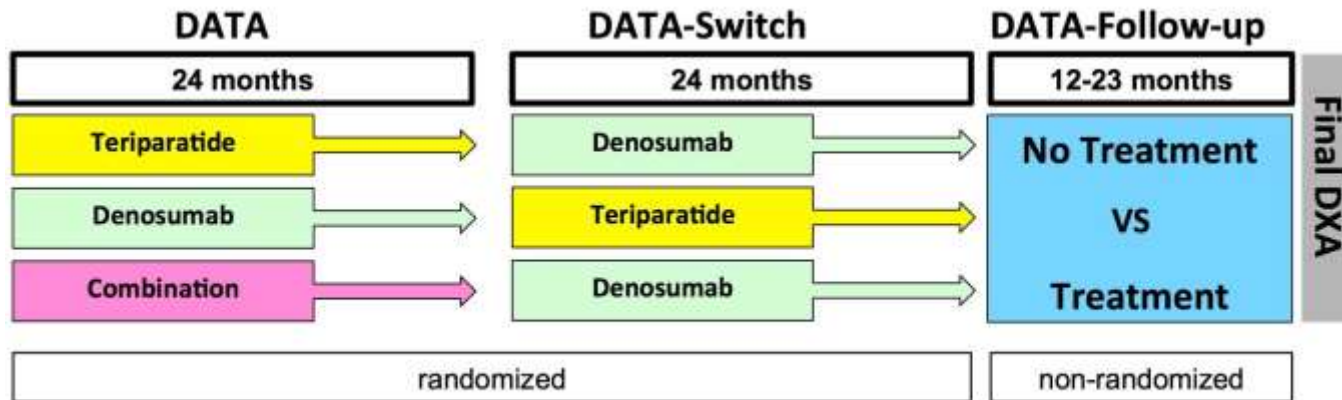 DATA DATA-Switch DATA-Follow-up
24 months 24 months 12-23 months
Teriparatide Denosumab No Treatment
Denosumab Teriparatide VS
Combination Denosumab Treatment
Final DXA
randomized non-randomized